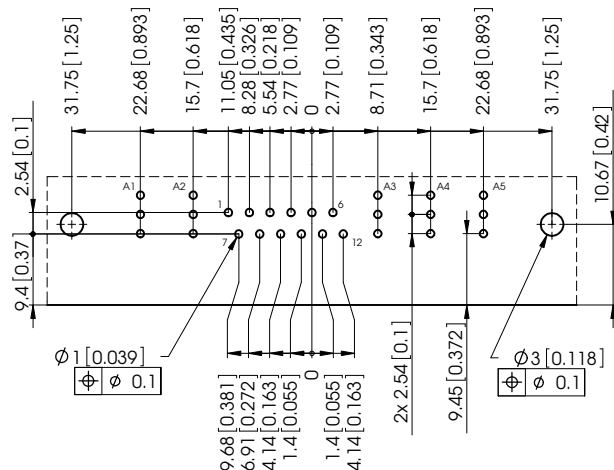 31.75 [1.25]
22.68 [0.893]
15.7 [0.618]
11.05 [0.435]
8.28 [0.326]
5.54 [0.218]
2.77 [0.109]
0
2.77 [0.109]
8.71 [0.343]
15.7 [0.618]
22.68 [0.893]
31.75 [1.25]
10.67 [0.42]
2.54 [0.1]
9.4 [0.37
A1
A2
A3
A4
A5
1
6
7
12
Ø1 [0.039]
⌖ Ø 0.1
Ø3 [0.118]
⌖ Ø 0.1
9.68 [0.381]
6.91 [0.272]
4.14 [0.163]
1.4 [0.055]
0
1.4 [0.055]
4.14 [0.163]
2x 2.54 [0.1]
9.45 [0.372]